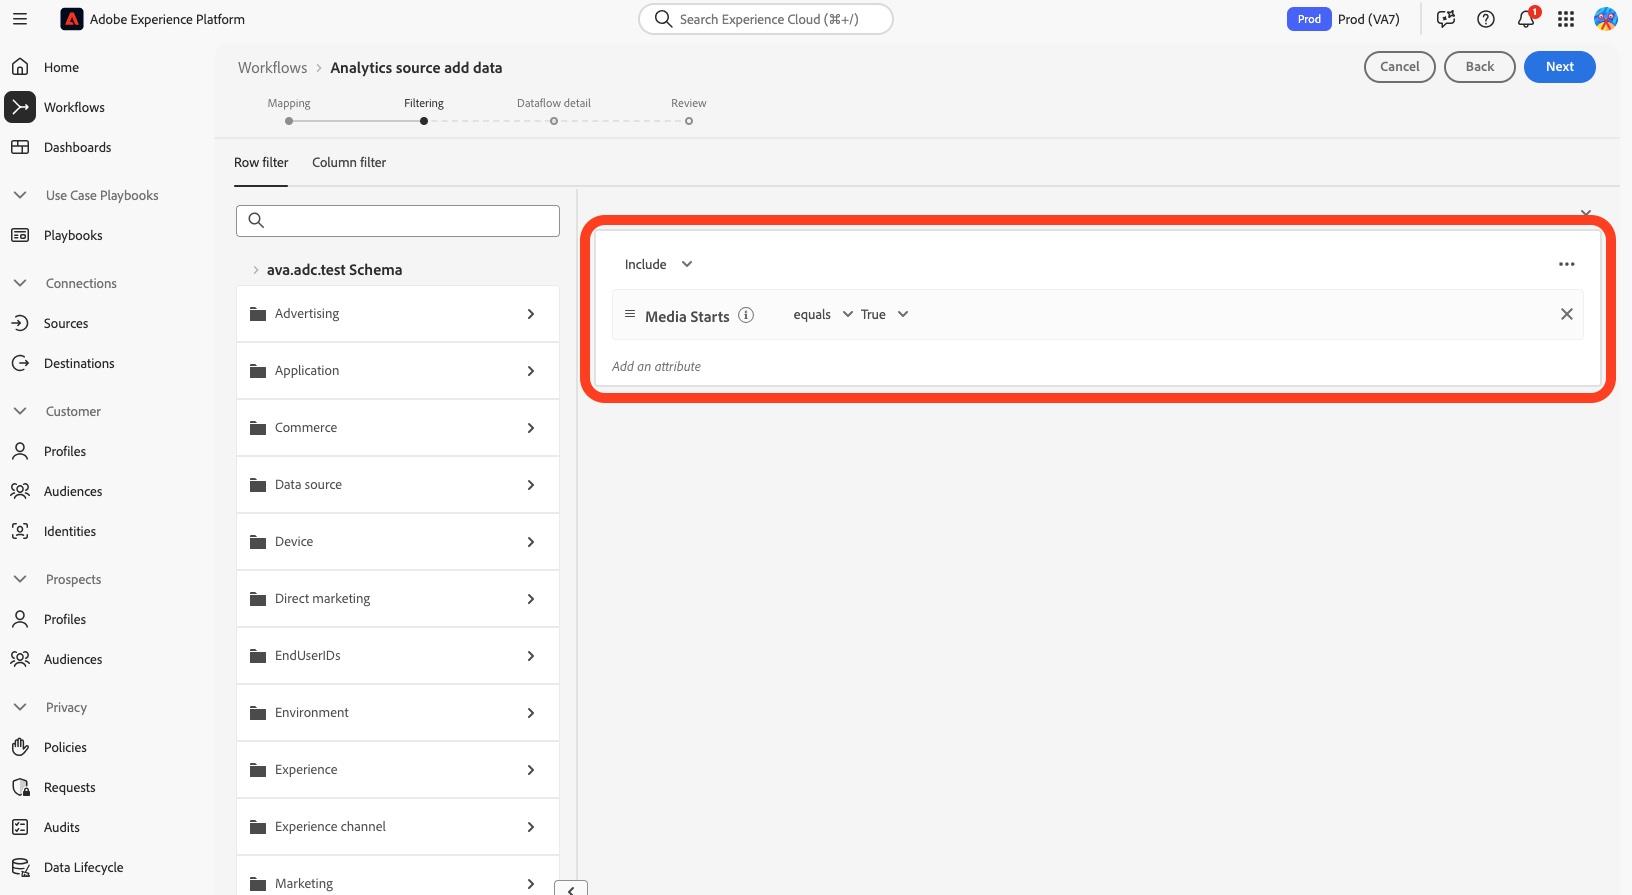 Adobe Experience Platform
Search Experience Cloud (⌘+/)
Prod
Prod (VA7)
1
Home
Workflows
Dashboards
Use Case Playbooks
Playbooks
Connections
Sources
Destinations
Customer
Profiles
Audiences
Identities
Prospects
Profiles
Audiences
Privacy
Policies
Requests
Audits
Data Lifecycle
Workflows > Analytics source add data
Cancel
Back
Next
Mapping
Filtering
Dataflow detail
Review
Row filter
Column filter
ava.adc.test Schema
Advertising
Application
Commerce
Data source
Device
Direct marketing
EndUserIDs
Environment
Experience
Experience channel
Marketing
Include
Media Starts equals True
Add an attribute